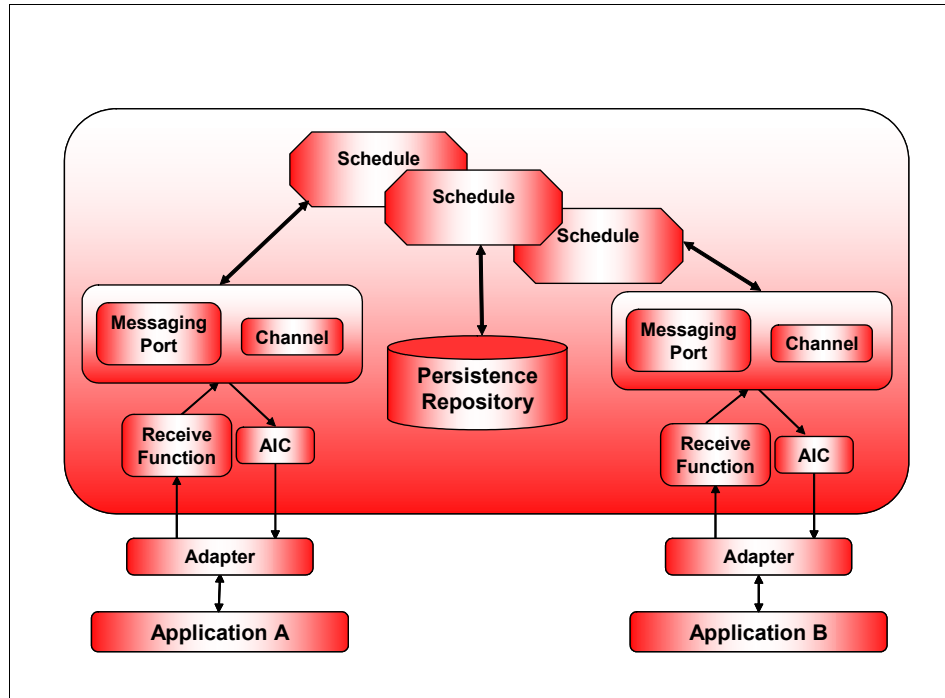 Schedule
Schedule
Schedule
Messaging
Port
Channel
Messaging
Port
Channel
Persistence
Repository
Receive
Function
AIC
Receive
Function
AIC
Adapter
Adapter
Application A
Application B